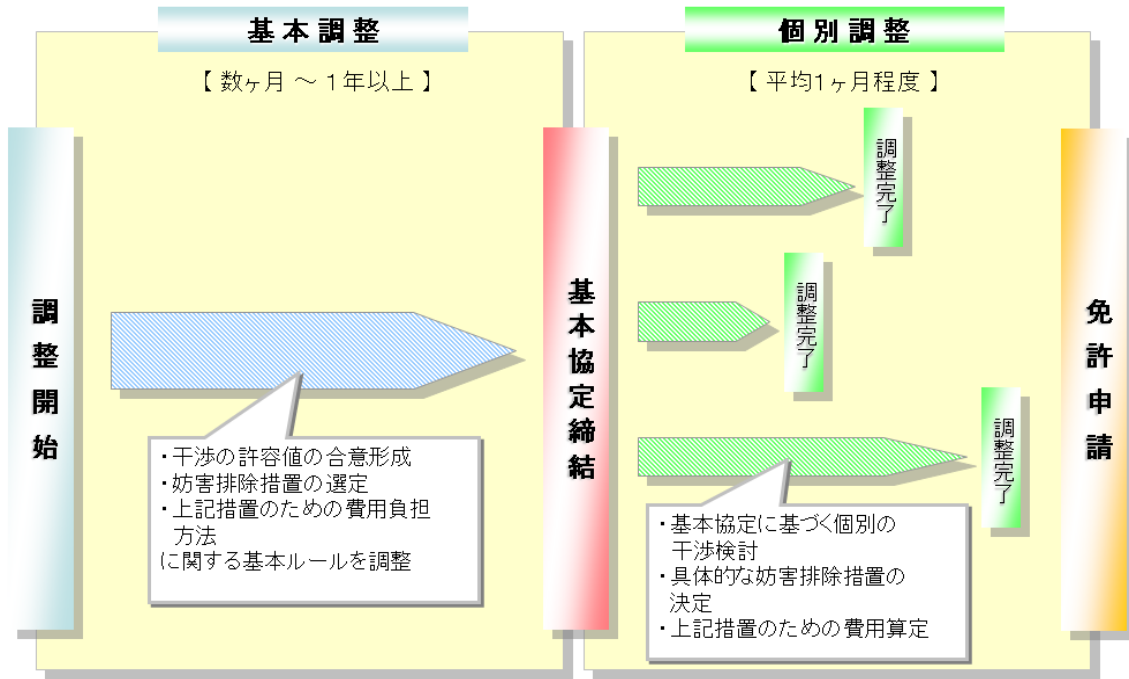 基本調整
【 数ヶ月 ～ 1年以上 】
調整開始
・干渉の許容値の合意形成
・妨害排除措置の選定
・上記措置のための費用負担
方法
に関する基本ルールを調整
基本協定締結
個別調整
【 平均1ヶ月程度 】
調整完了
調整完了
調整完了
・基本協定に基づく個別の
干渉検討
・具体的な妨害排除措置の
決定
・上記措置のための費用算定
免許申請